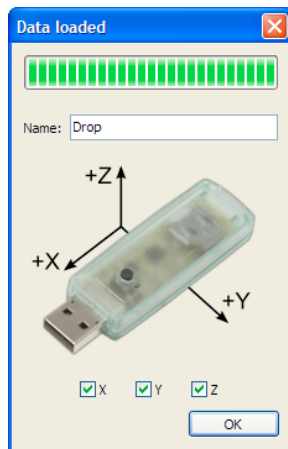 Data loaded
Name: Drop
+Z
+X
+Y
X Y Z
OK